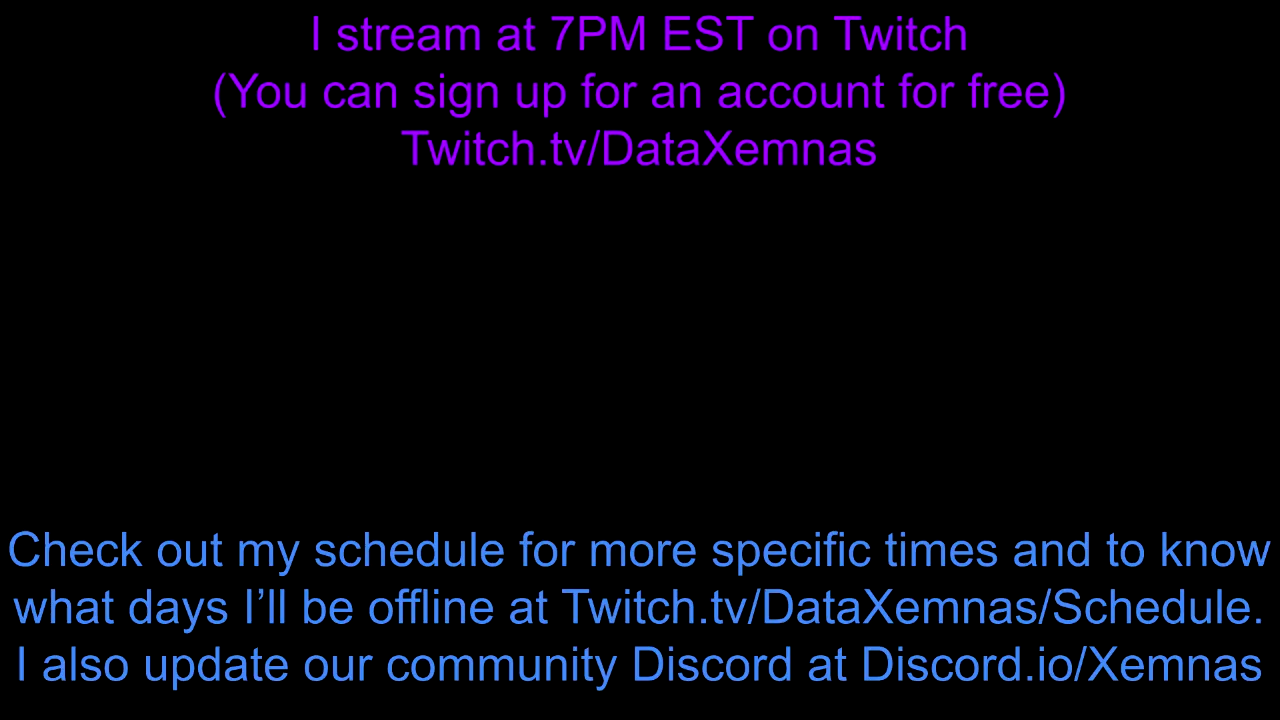 I stream at 7PM EST on Twitch
(You can sign up for an account for free)
Twitch.tv/DataXemnas
Check out my schedule for more specific times and to know
what days I’ll be offline at Twitch.tv/DataXemnas/Schedule.
I also update our community Discord at Discord.io/Xemnas